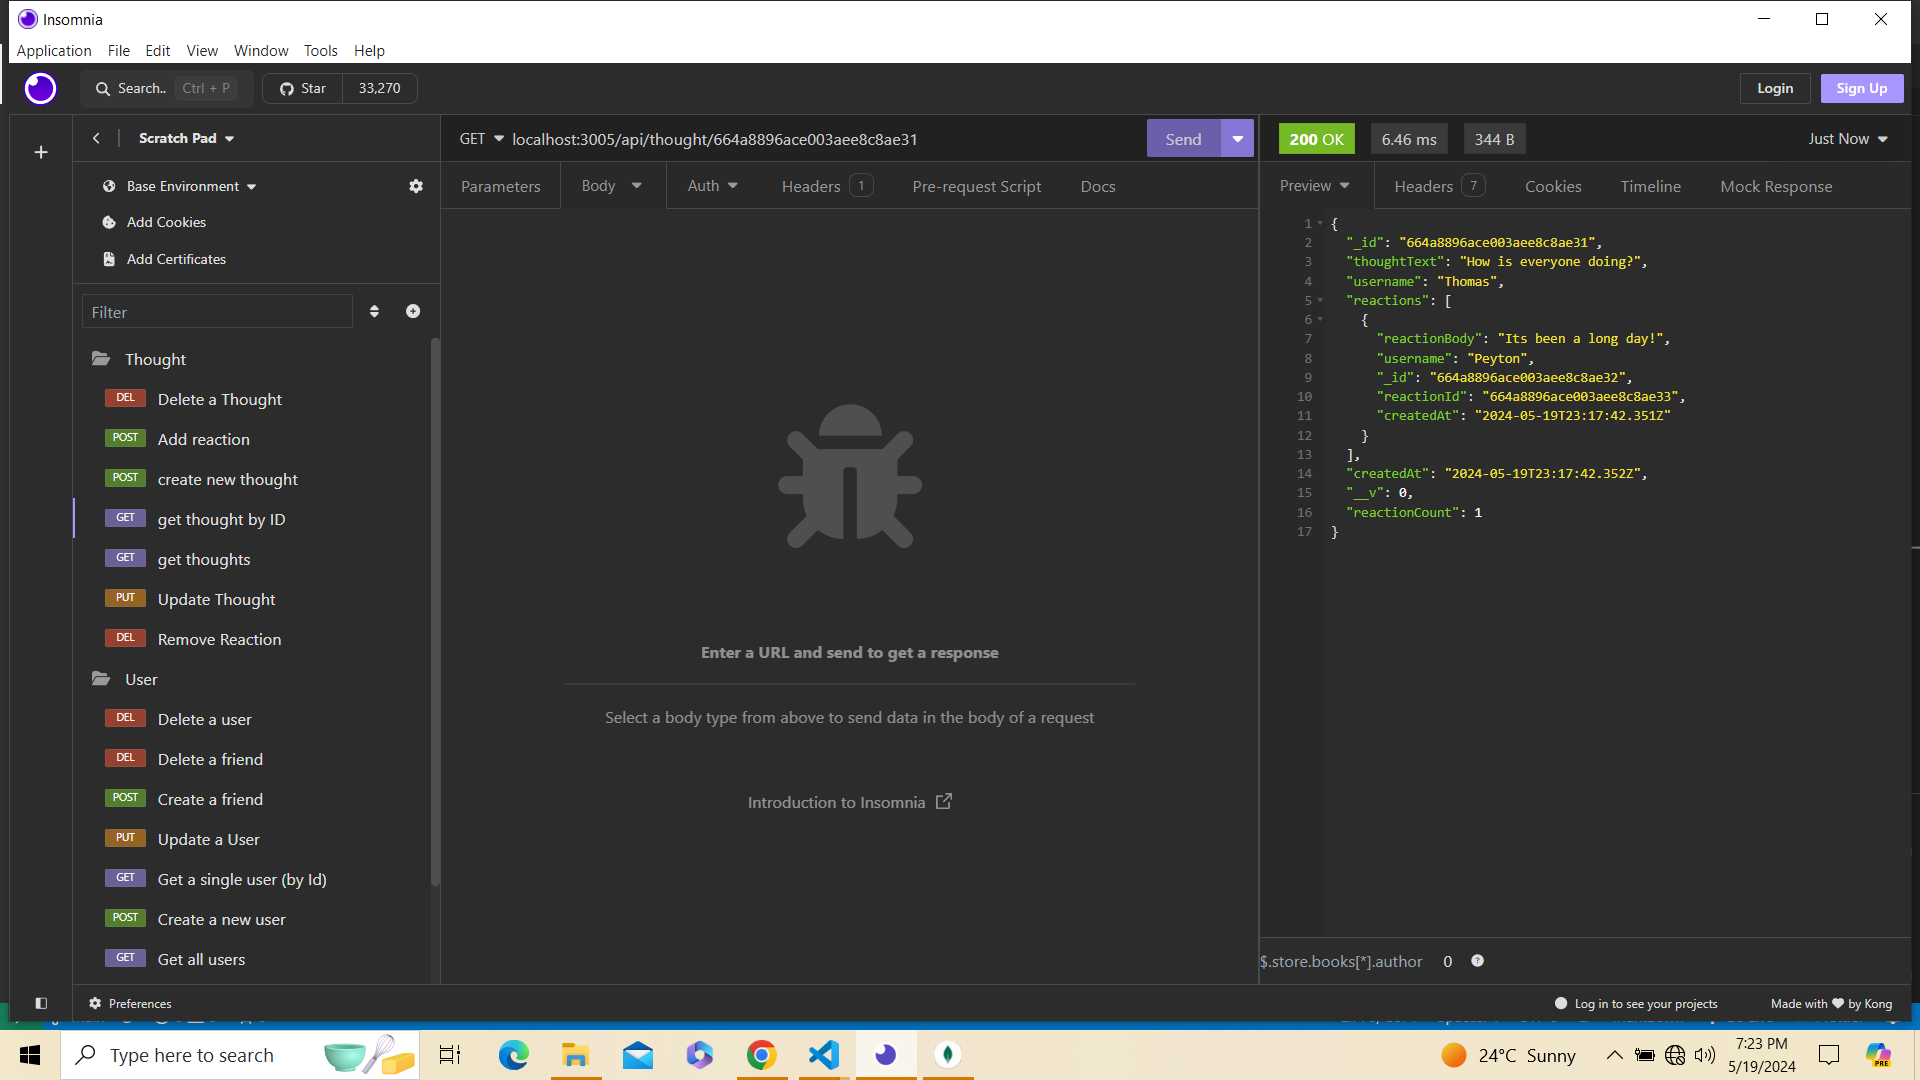 Insomnia
Application File Edit View Window Tools Help
Search.. Ctrl + P Star 33,270 Login Sign Up
Scratch Pad
GET localhost:3005/api/thought/664a8896ace003aee8c8ae31 Send
200 OK 6.46 ms 344 B Just Now
Base Environment
Add Cookies
Add Certificates
Parameters Body Auth Headers 1 Pre-request Script Docs
Preview Headers 7 Cookies Timeline Mock Response
Filter
Thought
DEL Delete a Thought
POST Add reaction
POST create new thought
GET get thought by ID
GET get thoughts
PUT Update Thought
DEL Remove Reaction
User
DEL Delete a user
DEL Delete a friend
POST Create a friend
PUT Update a User
GET Get a single user (by Id)
POST Create a new user
GET Get all users
Enter a URL and send to get a response
Select a body type from above to send data in the body of a request
Introduction to Insomnia
1 {
2 "_id": "664a8896ace003aee8c8ae31",
3 "thoughtText": "How is everyone doing?",
4 "username": "Thomas",
5 "reactions": [
6 {
7 "reactionBody": "Its been a long day!",
8 "username": "Peyton",
9 "_id": "664a8896ace003aee8c8ae32",
10 "reactionId": "664a8896ace003aee8c8ae33",
11 "createdAt": "2024-05-19T23:17:42.351Z"
12 }
13 ],
14 "createdAt": "2024-05-19T23:17:42.352Z",
15 "__v": 0,
16 "reactionCount": 1
17 }
$.store.books[*].author 0
Preferences
Log in to see your projects Made with by Kong
Type here to search
24°C Sunny
7:23 PM
5/19/2024
PRE